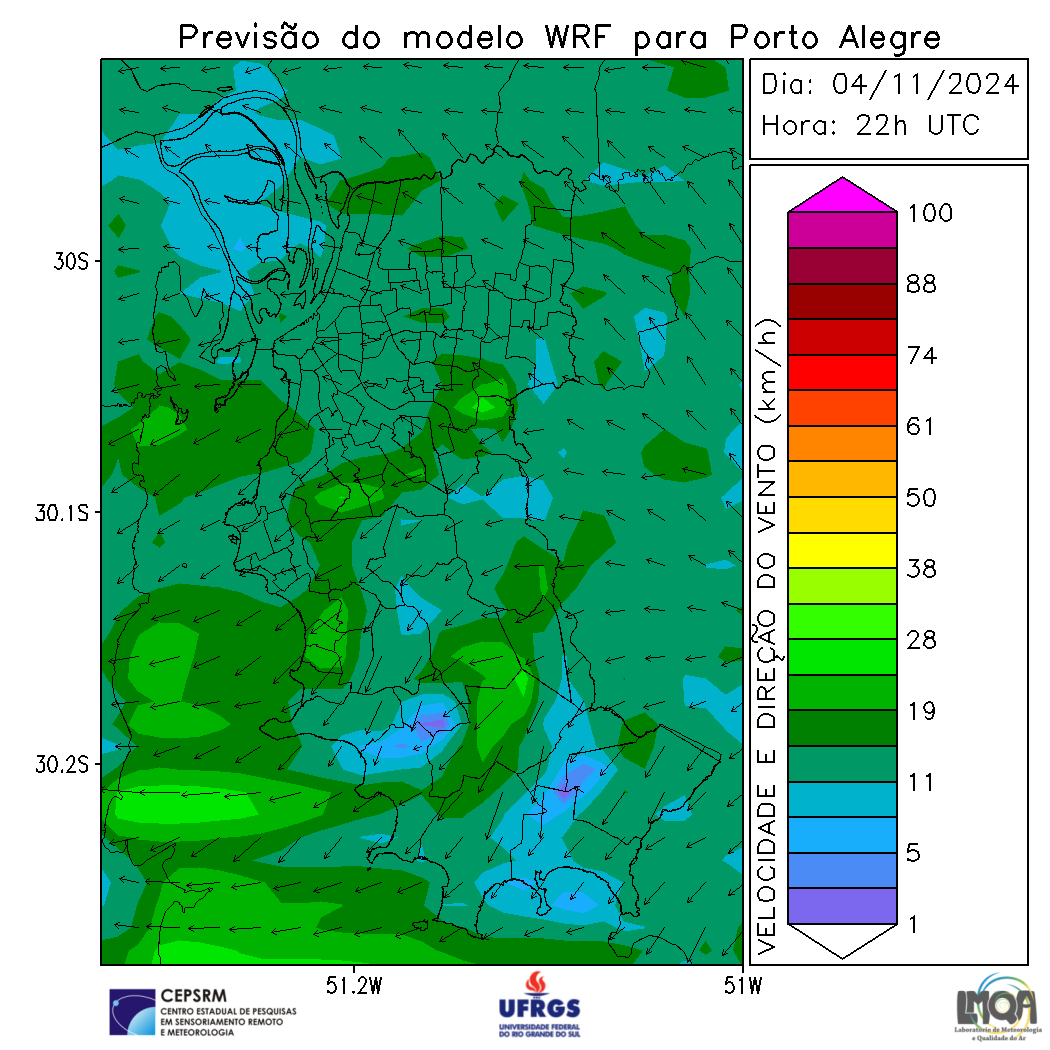 Previsão do modelo WRF para Porto Alegre
Dia: 04/11/2024
Hora: 22h UTC
30S
30.1S
30.2S
51.2W
51W
VELOCIDADE E DIREÇÃO DO VENTO (km/h)
100
88
74
61
50
38
28
19
11
5
1
CEPSRM
CENTRO ESTADUAL DE PESQUISAS
EM SENSORIAMENTO REMOTO
E METEOROLOGIA
UFRGS
UNIVERSIDADE FEDERAL
DO RIO GRANDE DO SUL
LMQA
Laboratório de Meteorologia
e Qualidade do Ar